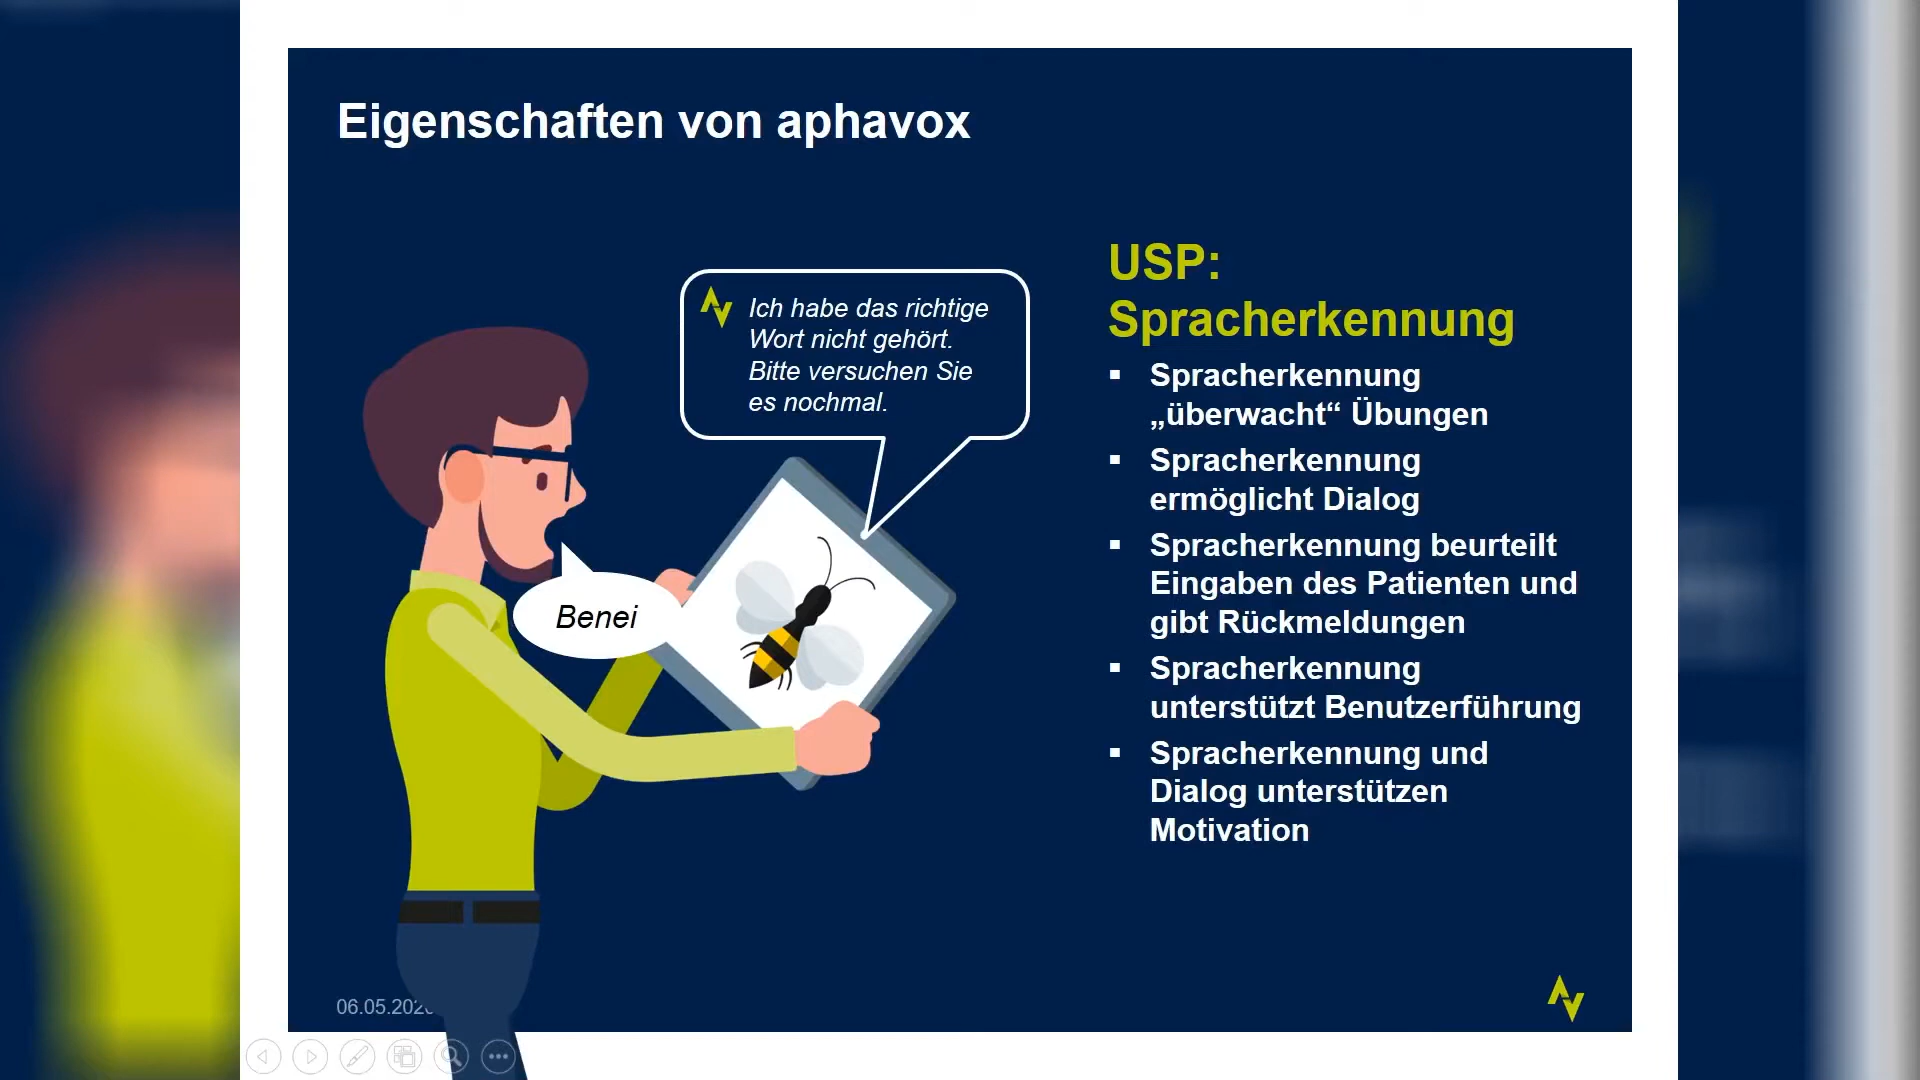 Eigenschaften von aphavox
Ich habe das richtige
Wort nicht gehört.
Bitte versuchen Sie
es nochmal.
Benei
USP:
Spracherkennung
▪ Spracherkennung
„überwacht“ Übungen
▪ Spracherkennung
ermöglicht Dialog
▪ Spracherkennung beurteilt
Eingaben des Patienten und
gibt Rückmeldungen
▪ Spracherkennung
unterstützt Benutzerführung
▪ Spracherkennung und
Dialog unterstützen
Motivation